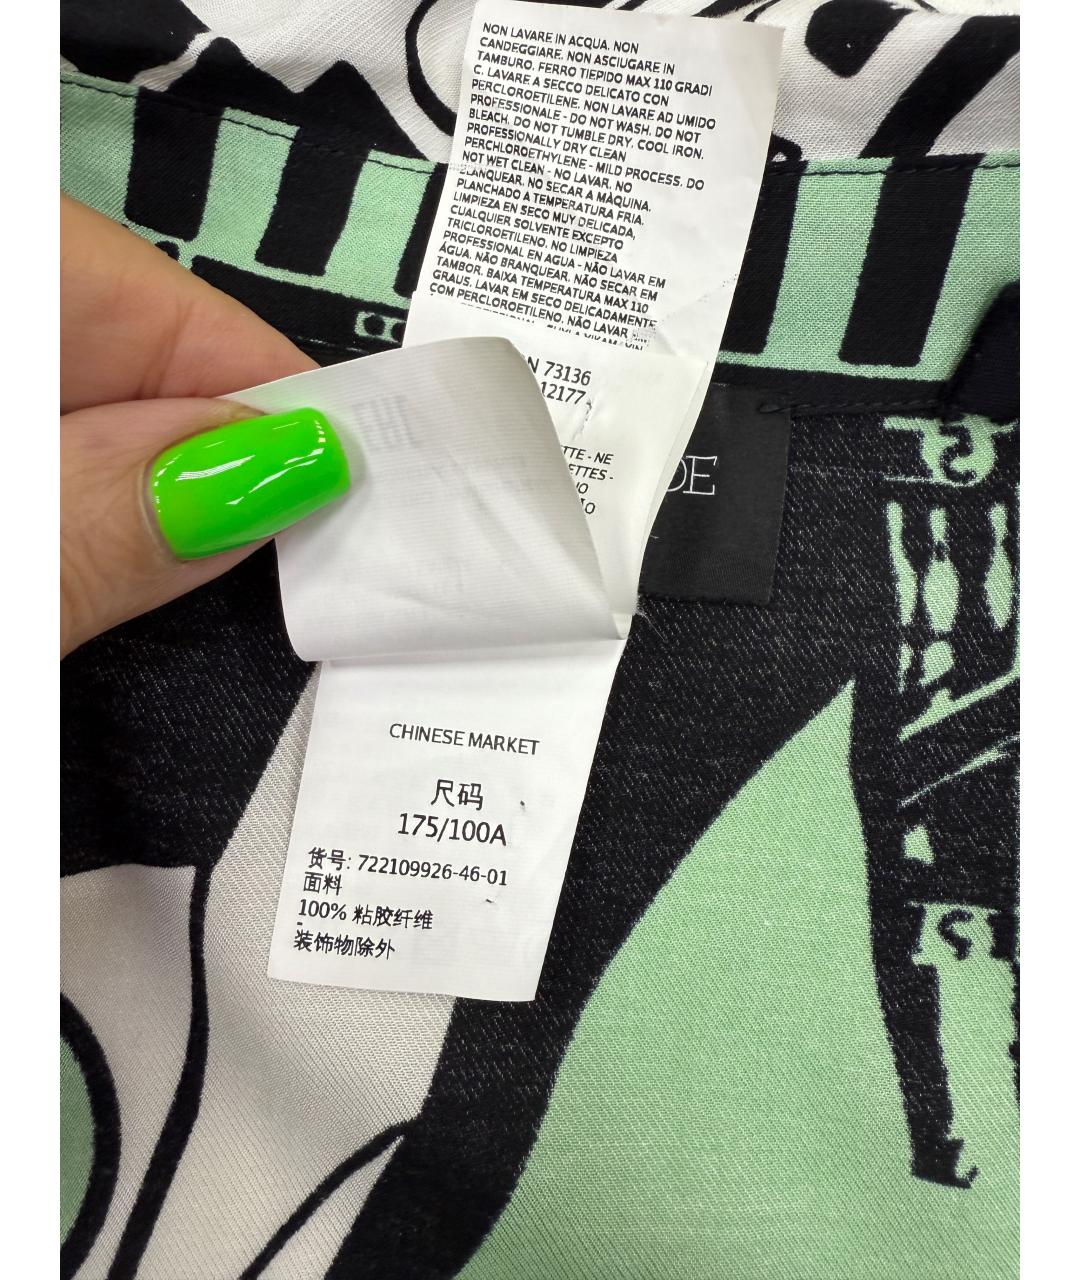 NON LAVARE IN ACQUA. NON
CANDEGGIARE. NON ASCIUGARE IN
TAMBURO. FERRO TIEPIDO MAX 110 GRADI
C. LAVARE A SECCO DELICATO CON
PERCLOROETILENE. NON LAVARE AD UMIDO
PROFESSIONALE - DO NOT WASH. DO NOT
BLEACH. DO NOT TUMBLE DRY. COOL IRON.
PROFESSIONALLY DRY CLEAN
PERCHLOROETHYLENE - MILD PROCESS. DO
NOT WET CLEAN - NO LAVAR. NO
BLANQUEAR. NO SECAR A MÁQUINA.
PLANCHADO A TEMPERATURA FRIA.
LIMPIEZA EN SECO MUY DELICADA,
CUALQUIER SOLVENTE EXCEPTO
TRICLOROETILENO. NO LIMPIEZA
PROFESSIONAL EN AGUA - NÃO LAVAR EM
ÁGUA. NÃO BRANQUEAR. NÃO SECAR EM
TAMBOR. BAIXA TEMPERATURA MAX 110
GRAUS. LAVAR EM SECO DELICADAMENTE
COM PERCLOROETILENO. NÃO LAVAR
N 73136
12177
TTE - NE
ETTES -
DE
CHINESE MARKET
尺码
175/100A
货号: 722109926-46-01
面料
100% 粘胶纤维
装饰物除外